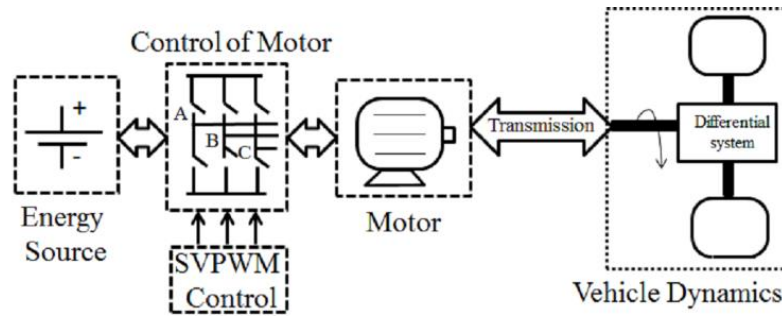 Control of Motor
+
-
A
B
C
Energy
Source
SVPWM
Control
Motor
Transmission
Differential
system
Vehicle Dynamics